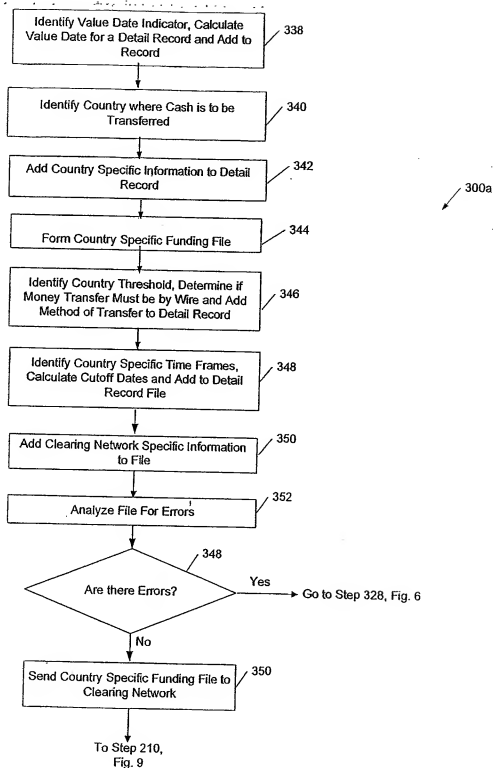 Identify Value Date Indicator, Calculate
Value Date for a Detail Record and Add to
Record
338
Identify Country where Cash is to be
Transferred
340
Add Country Specific Information to Detail
Record
342
300a
Form Country Specific Funding File
344
Identify Country Threshold, Determine if
Money Transfer Must be by Wire and Add
Method of Transfer to Detail Record
346
Identify Country Specific Time Frames,
Calculate Cutoff Dates and Add to Detail
Record File
348
Add Clearing Network Specific Information
to File
350
Analyze File For Errors
352
348
Are there Errors?
Yes
Go to Step 328, Fig. 6
No
Send Country Specific Funding File to
Clearing Network
350
To Step 210,
Fig. 9